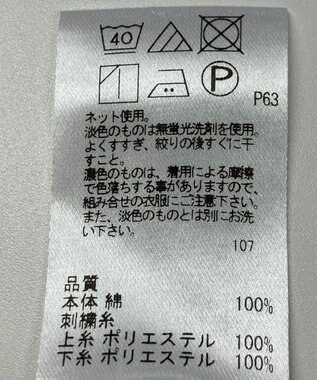 40
P
P63
ネット使用。
淡色のものは無蛍光洗剤を使用。
よくすすぎ、絞りの後すぐに干
すこと。
濃色のものは、着用による摩擦
で色落ちする事がありますので、
組み合せの衣服にご注意下さい。
また、淡色のものとは別にお洗
い下さい。
107
品質
本体 綿 100%
刺繍糸
上糸 ポリエステル 100%
下糸 ポリエステル 100%